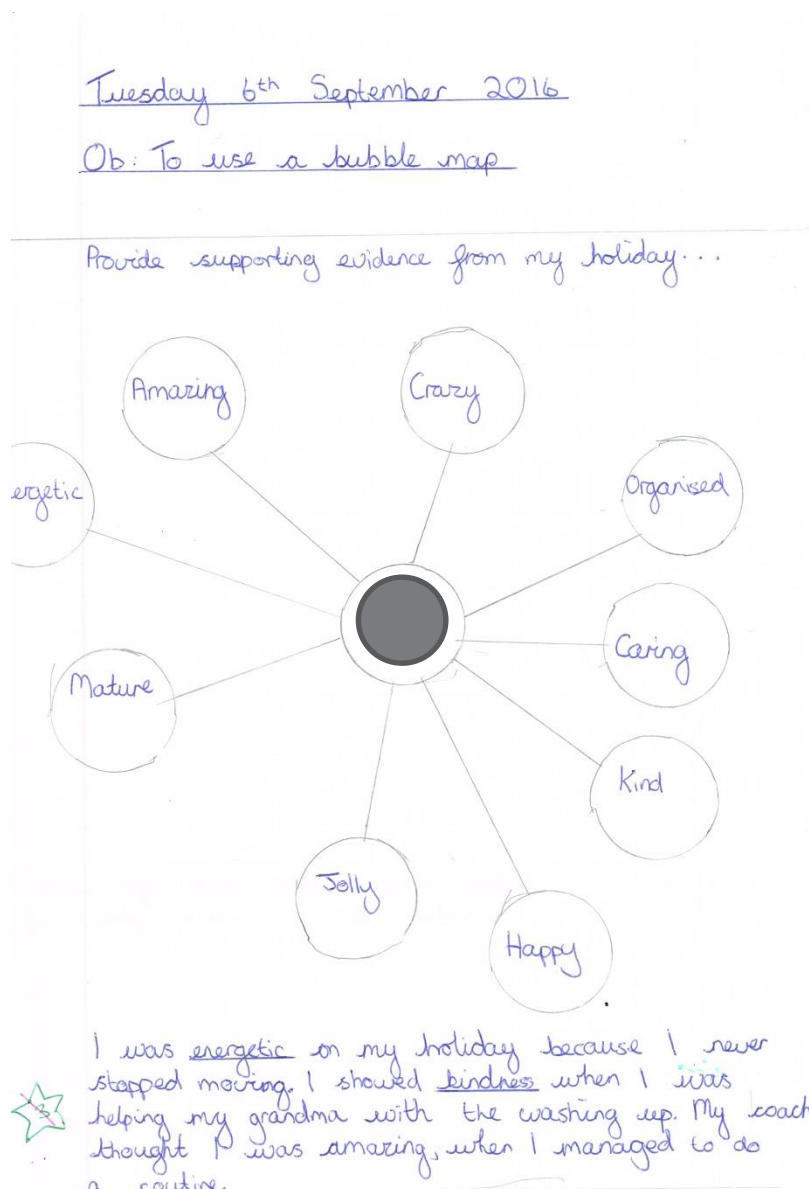 Tuesday 6th September 2016
Ob: To use a bubble map
Provide supporting evidence from my holiday...
Amazing
Crazy
ergetic
Organised
Caring
Mature
Kind
Jolly
Happy
I was energetic on my holiday because I never
stopped moving. I showed kindness when I was
helping my grandma with the washing up. My coach
thought I was amazing, when I managed to do
a routine